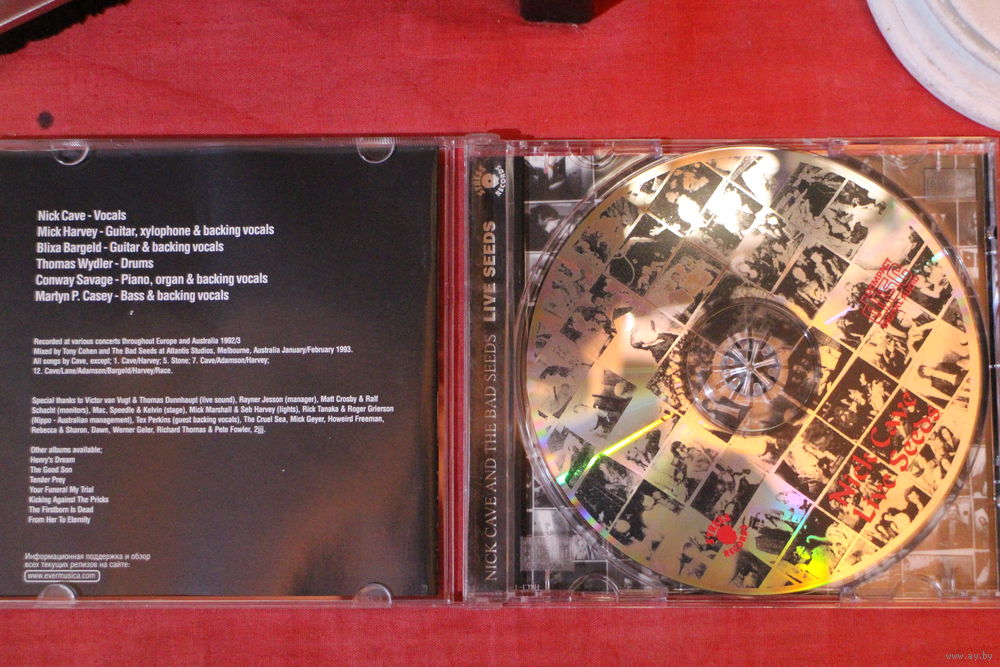 Nick Cave - Vocals
Mick Harvey - Guitar, xylophone & backing vocals
Blixa Bargeld - Guitar & backing vocals
Thomas Wydler - Drums
Conway Savage - Piano, organ & backing vocals
Martyn P. Casey - Bass & backing vocals
Recorded at various concerts throughout Europe and Australia 1992/3
Mixed by Tony Cohen and The Bad Seeds at Atlantis Studios, Melbourne, Australia January/February 1993.
All songs by Cave, except; 1. Cave/Harvey; 5. Stone; 7. Cave/Adamson/Harvey;
12. Cave/Lane/Adamson/Bargeld/Harvey/Race.
Special thanks to Victor van Vugt & Thomas Dunnhaupt (live sound), Rayner Jesson (manager), Matt Crosby & Ralf
Schacht (monitors), Mac, Speedle & Kelvin (stage), Mick Marshall & Seb Harvey (lights), Rick Tanaka & Roger Grierson
(Nippo - Australian management), Tex Perkins (guest backing vocals), The Cruel Sea, Mick Geyer, Howeird Freeman,
Rebecca & Sharon, Dawn, Werner Geler, Richard Thomas & Pete Fowler, 2jjj.
Other albums available;
Henry's Dream
The Good Son
Tender Prey
Your Funeral My Trial
Kicking Against The Pricks
The Firstborn Is Dead
From Her To Eternity
Информационная поддержка и обзор
всех текущих релизов на сайте:
www.evermusica.com
NICK CAVE AND THE BAD SEEDS LIVE SEEDS
RECORDS
COMPACT
disc
Nick Cave
Live Seeds
RECORDS
www.ay.by